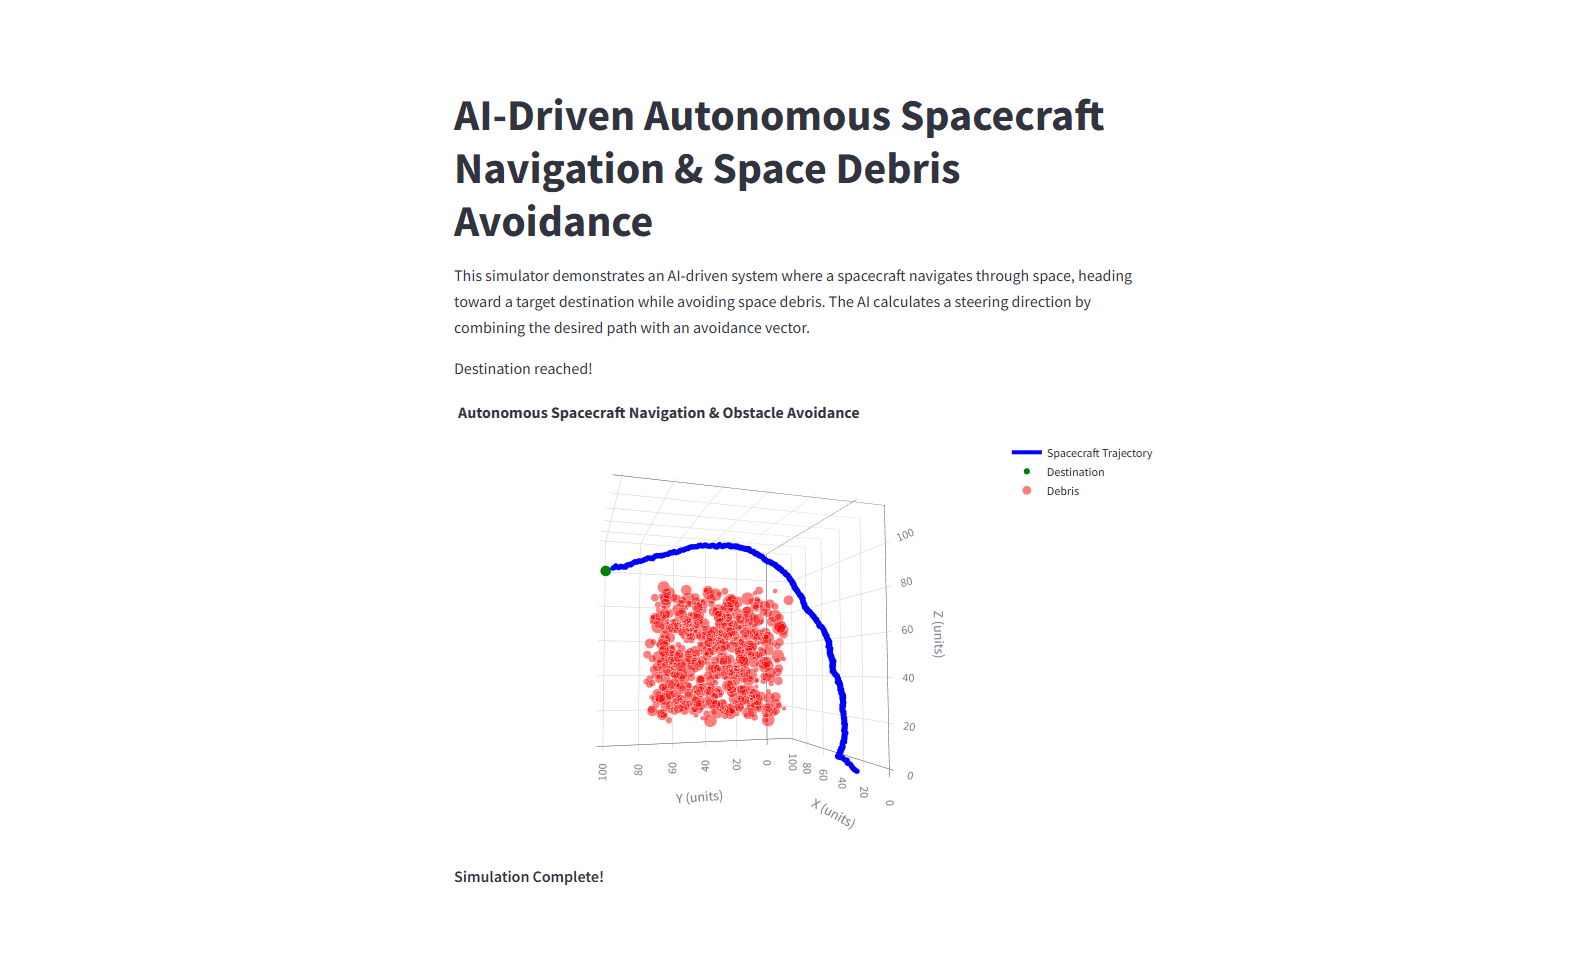 AI-Driven Autonomous Spacecraft
Navigation & Space Debris
Avoidance
This simulator demonstrates an AI-driven system where a spacecraft navigates through space, heading
toward a target destination while avoiding space debris. The AI calculates a steering direction by
combining the desired path with an avoidance vector.
Destination reached!
Autonomous Spacecraft Navigation & Obstacle Avoidance
Spacecraft Trajectory
Destination
Debris
100
80
60
40
20
0
Z (units)
100
80
60
40
20
0
Y (units)
100
80
60
40
20
0
X (units)
Simulation Complete!